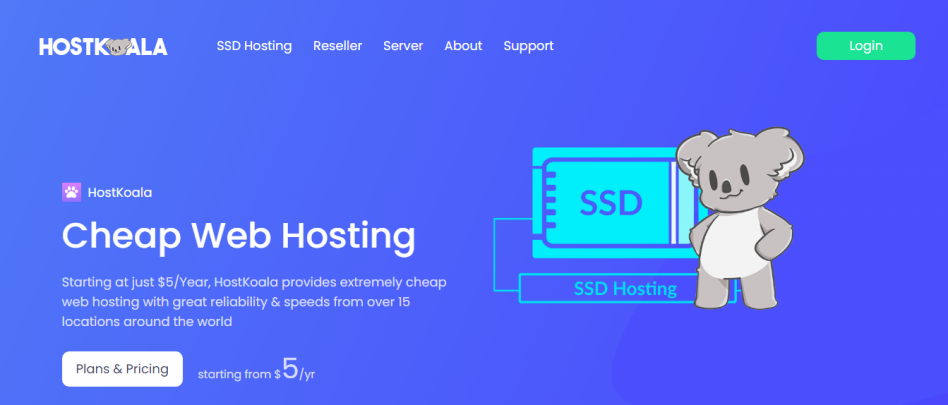 HOSTKOALA
SSD Hosting
Reseller
Server
About
Support
Login
HostKoala
Cheap Web Hosting
Starting at just $5/Year, HostKoala provides extremely cheap
web hosting with great reliability & speeds from over 15
locations around the world
Plans & Pricing
starting from $5/yr
SSD
SSD Hosting